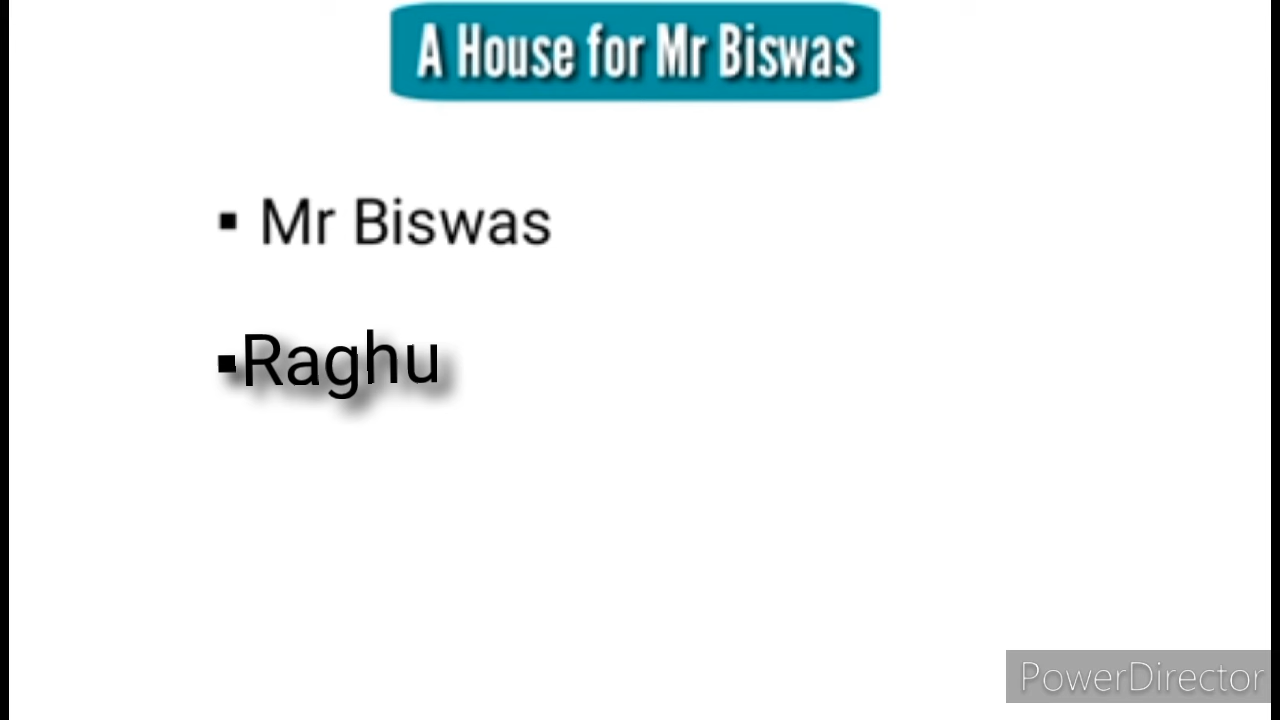 A House for Mr Biswas
▪ Mr Biswas
▪Raghu
PowerDirector